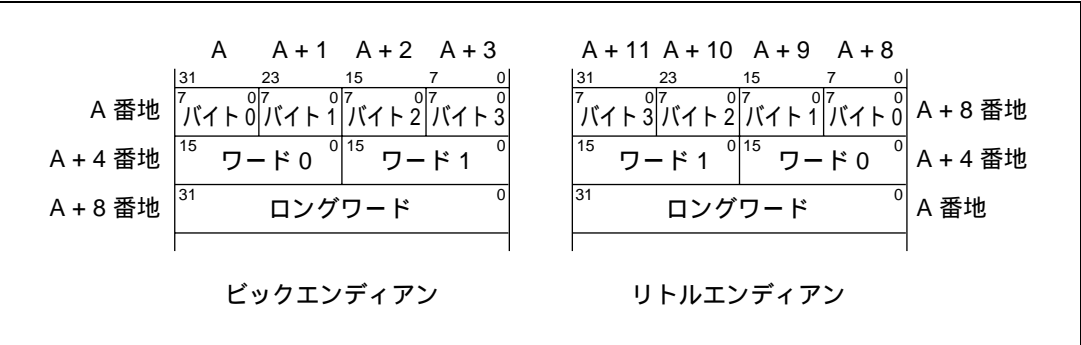 A A + 1 A + 2 A + 3 A + 11 A + 10 A + 9 A + 8
31 23 15 7 0 31 23 15 7 0
A 番地 7 バイト 0 0 7 バイト 1 0 7 バイト 2 0 7 バイト 3 0 7 バイト 3 0 7 バイト 2 0 7 バイト 1 0 7 バイト 0 0 A + 8 番地
A + 4 番地 15 ワード 0 0 15 ワード 1 0 15 ワード 1 0 15 ワード 0 0 A + 4 番地
A + 8 番地 31 ロングワード 0 31 ロングワード 0 A 番地
ビックエンディアン リトルエンディアン